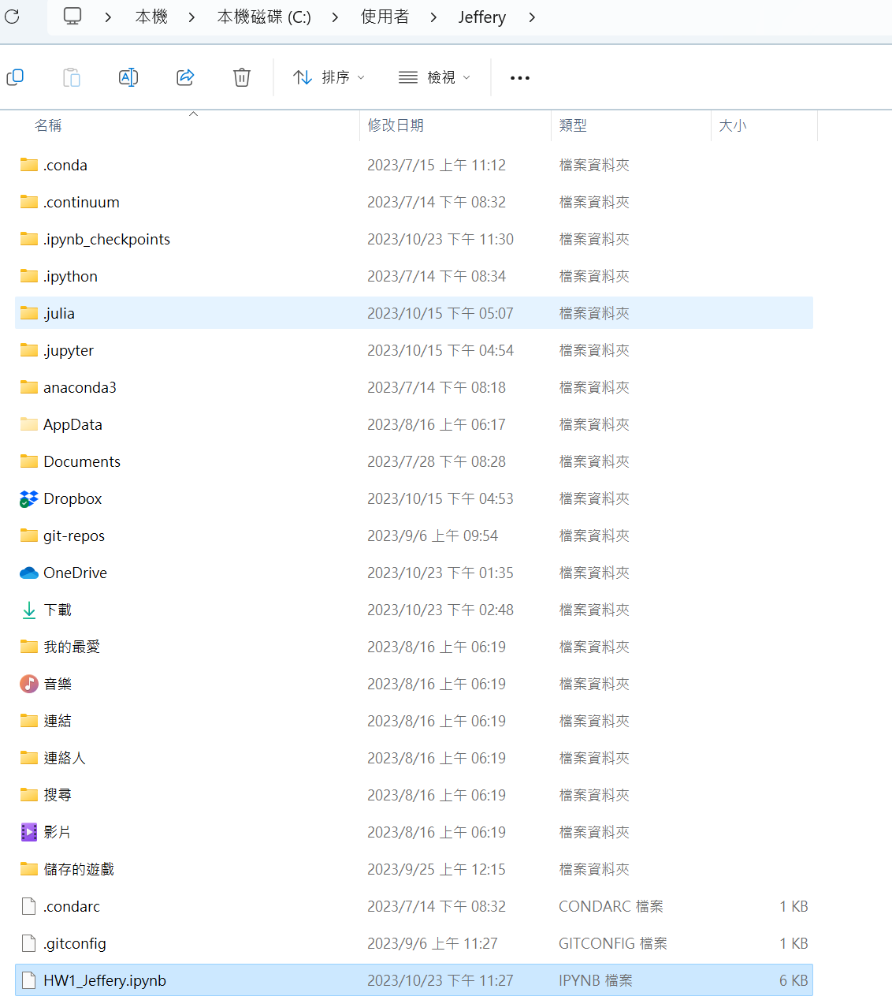 本機 > 本機磁碟 (C:) > 使用者 > Jeffery >
排序 檢視
名稱 修改日期 類型 大小
.conda 2023/7/15 上午 11:12 檔案資料夾
.continuum 2023/7/14 下午 08:32 檔案資料夾
.ipynb_checkpoints 2023/10/23 下午 11:30 檔案資料夾
.ipython 2023/7/14 下午 08:34 檔案資料夾
.julia 2023/10/15 下午 05:07 檔案資料夾
.jupyter 2023/10/15 下午 04:54 檔案資料夾
anaconda3 2023/7/14 下午 08:18 檔案資料夾
AppData 2023/8/16 上午 06:17 檔案資料夾
Documents 2023/7/28 下午 08:28 檔案資料夾
Dropbox 2023/10/15 下午 04:53 檔案資料夾
git-repos 2023/9/6 上午 09:54 檔案資料夾
OneDrive 2023/10/23 下午 01:35 檔案資料夾
下載 2023/10/23 下午 02:48 檔案資料夾
我的最愛 2023/8/16 上午 06:19 檔案資料夾
音樂 2023/8/16 上午 06:19 檔案資料夾
連結 2023/8/16 上午 06:19 檔案資料夾
連絡人 2023/8/16 上午 06:19 檔案資料夾
搜尋 2023/8/16 上午 06:19 檔案資料夾
影片 2023/8/16 上午 06:19 檔案資料夾
儲存的遊戲 2023/9/25 上午 12:15 檔案資料夾
.condarc 2023/7/14 下午 08:32 CONDARC 檔案 1 KB
.gitconfig 2023/9/6 上午 11:27 GITCONFIG 檔案 1 KB
HW1_Jeffery.ipynb 2023/10/23 下午 11:27 IPYNB 檔案 6 KB